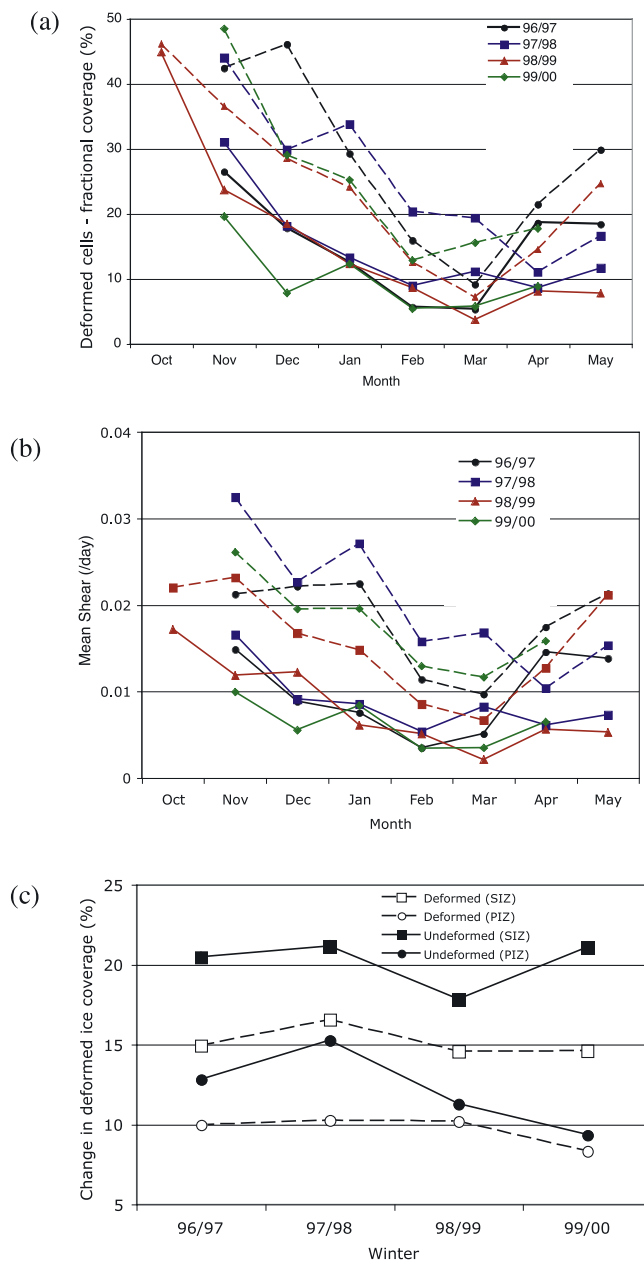 (a)
Deformed cells - fractional coverage (%)
50
40
30
20
10
0
96/97
97/98
98/99
99/00
Oct Nov Dec Jan Feb Mar Apr May
Month
(b)
Mean Shear (/day)
0.04
0.03
0.02
0.01
0
96/97
97/98
98/99
99/00
Oct Nov Dec Jan Feb Mar Apr May
Month
(c)
Change in deformed ice coverage (%)
25
20
15
10
5
Deformed (SIZ)
Deformed (PIZ)
Undeformed (SIZ)
Undeformed (PIZ)
96/97 97/98 98/99 99/00
Winter